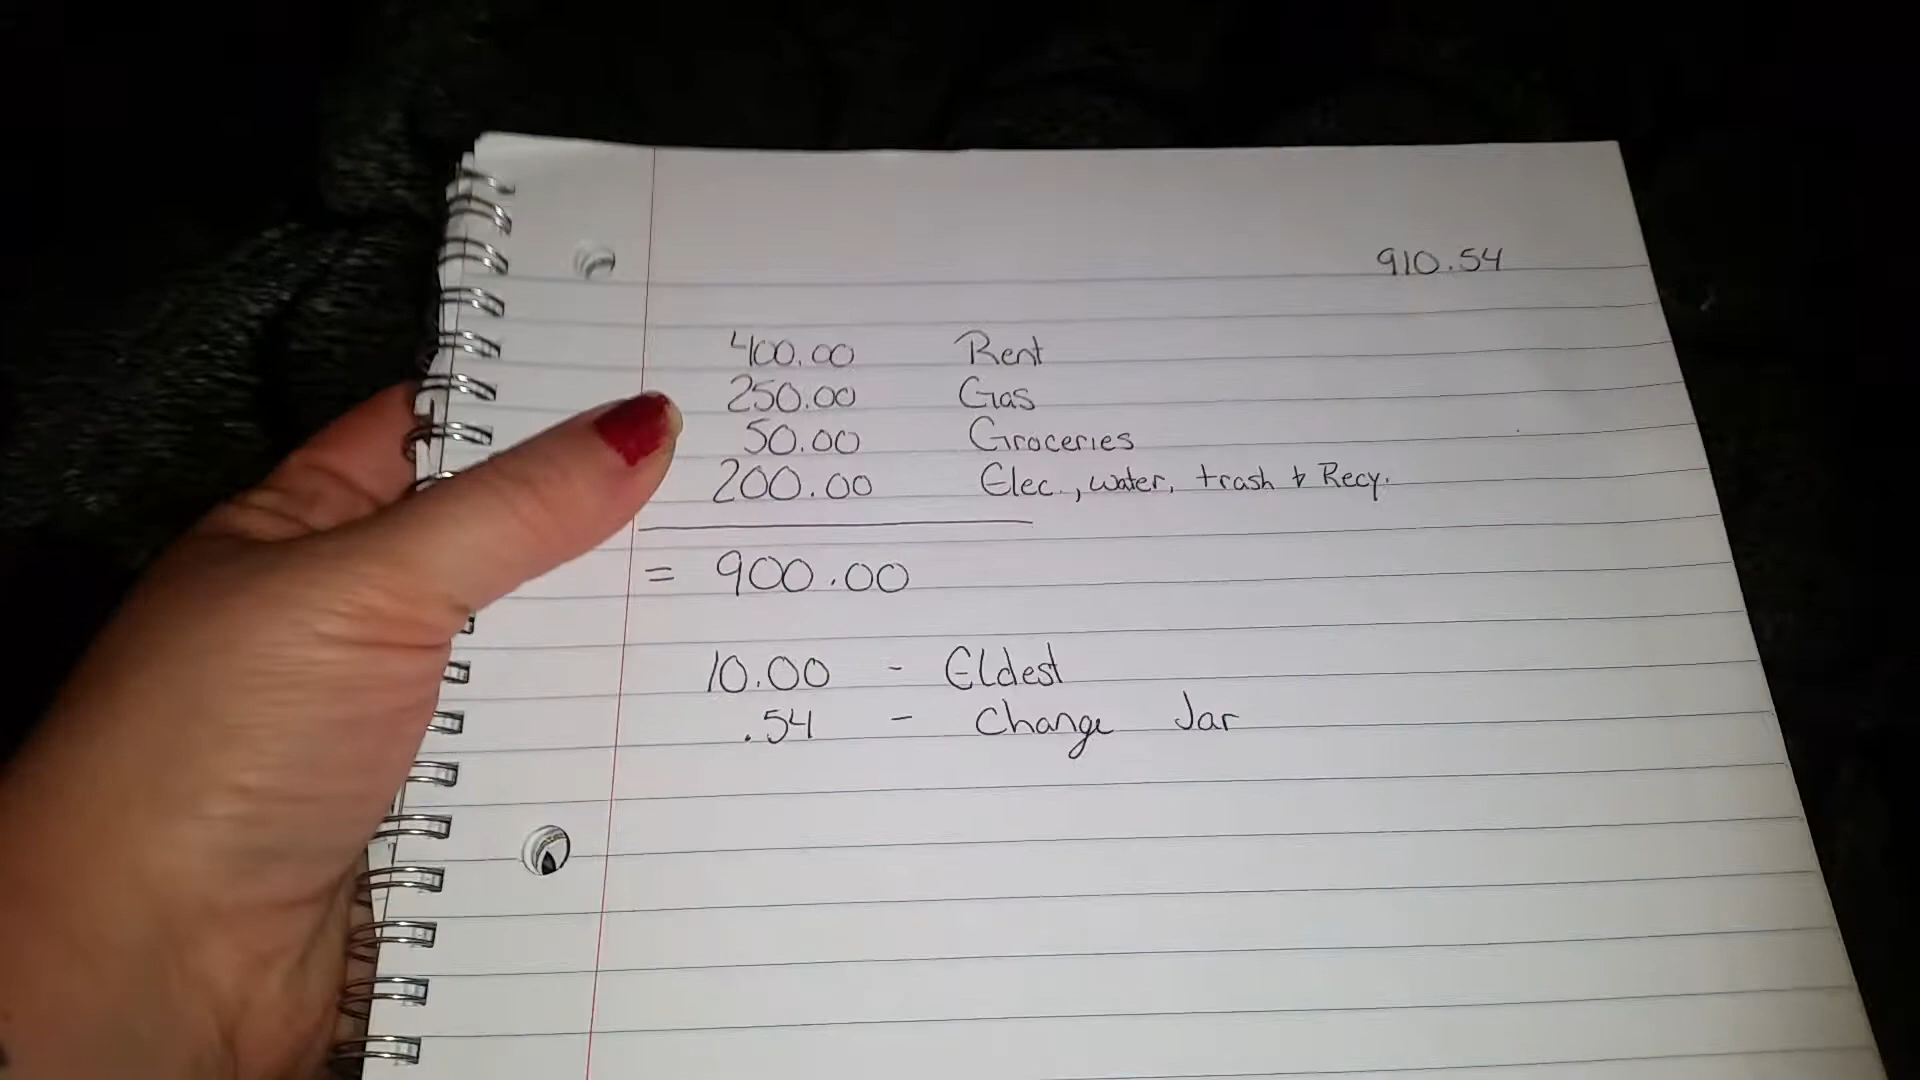 910.54
400.00 Rent
250.00 Gas
50.00 Groceries
200.00 Elec., water, trash & Recy.
= 900.00
10.00 - Eldest
.54 - Change Jar